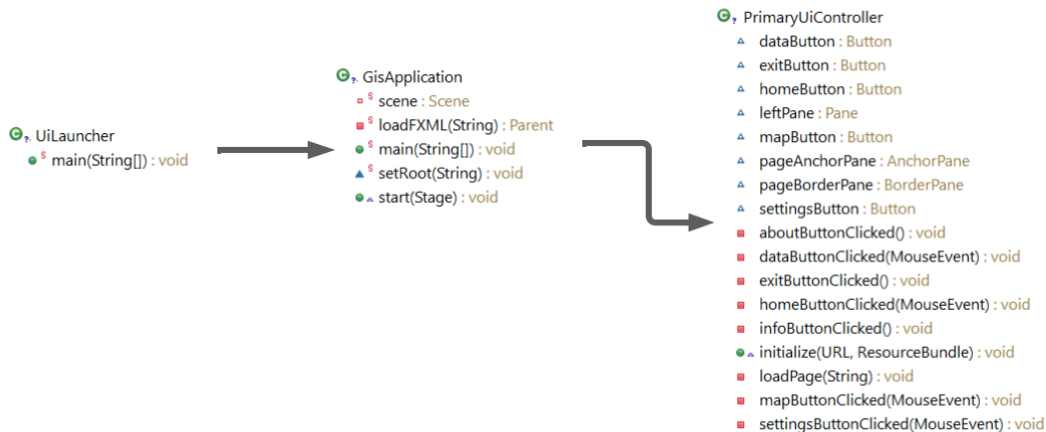 UiLauncher
main(String[]) : void
GisApplication
scene : Scene
loadFXML(String) : Parent
main(String[]) : void
setRoot(String) : void
start(Stage) : void
PrimaryUiController
dataButton : Button
exitButton : Button
homeButton : Button
leftPane : Pane
mapButton : Button
pageAnchorPane : AnchorPane
pageBorderPane : BorderPane
settingsButton : Button
aboutButtonClicked() : void
dataButtonClicked(MouseEvent) : void
exitButtonClicked() : void
homeButtonClicked(MouseEvent) : void
infoButtonClicked() : void
initialize(URL, ResourceBundle) : void
loadPage(String) : void
mapButtonClicked(MouseEvent) : void
settingsButtonClicked(MouseEvent) : void